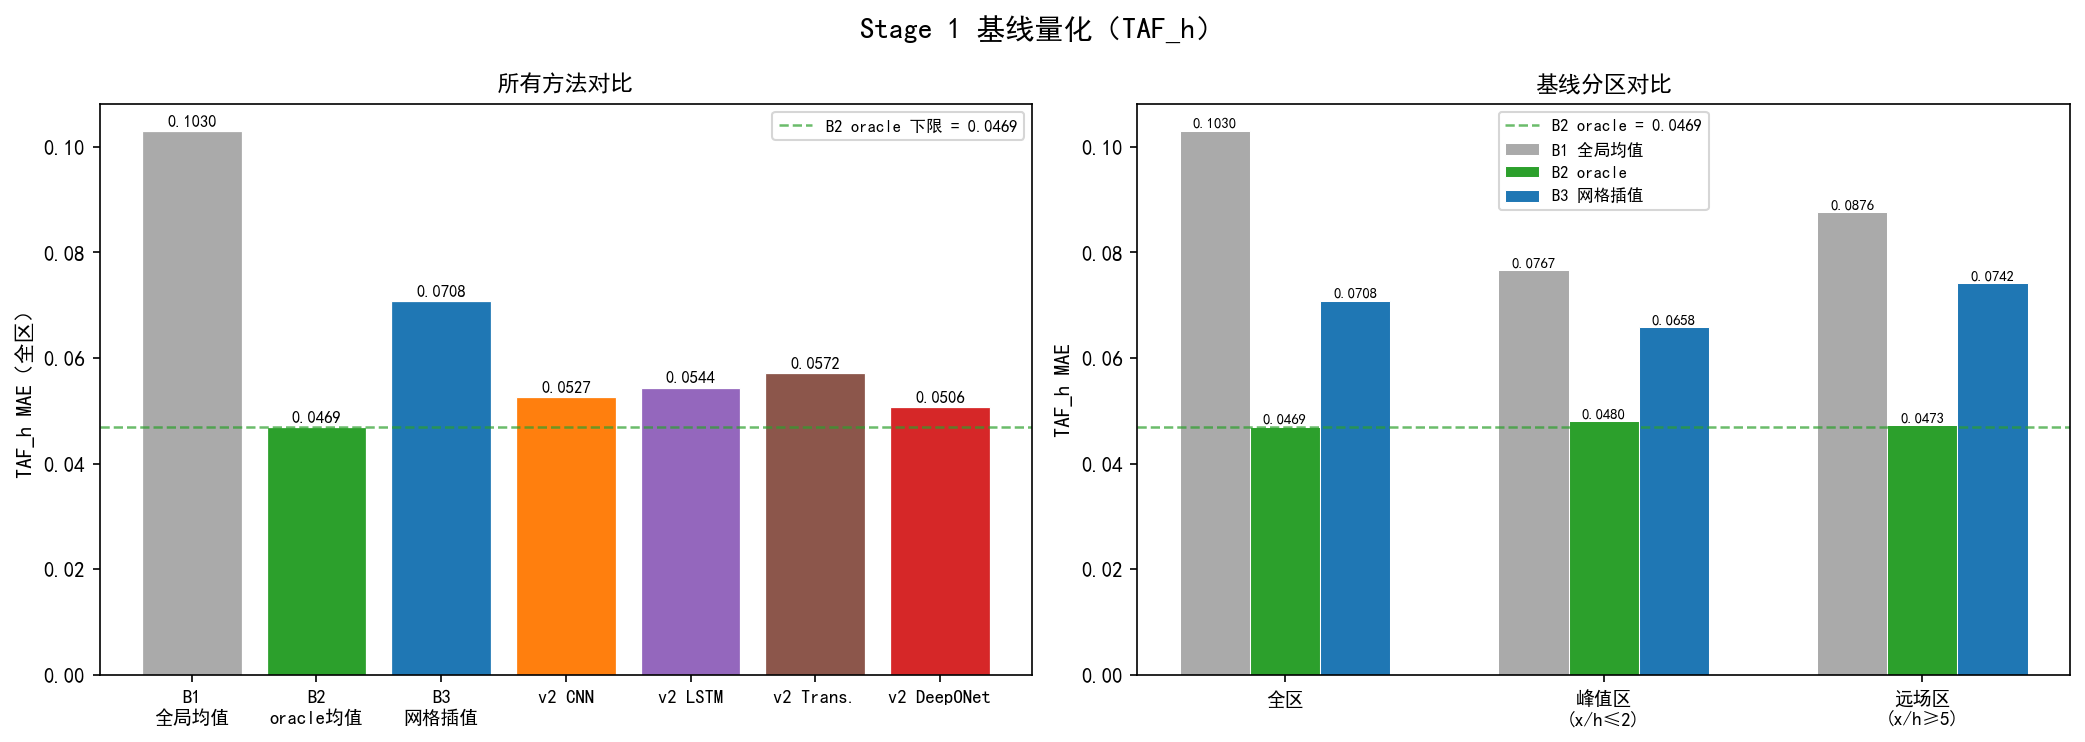 Stage 1 基线量化（TAF_h）
所有方法对比
TAF_h MAE（全区）
0.10
0.08
0.06
0.04
0.02
0.00
B2 oracle 下限 = 0.0469
0.1030
0.0469
0.0708
0.0527
0.0544
0.0572
0.0506
B1
全局均值
B2
oracle均值
B3
网格插值
v2 CNN
v2 LSTM
v2 Trans.
v2 DeepONet
基线分区对比
TAF_h MAE
0.10
0.08
0.06
0.04
0.02
0.00
B2 oracle = 0.0469
B1 全局均值
B2 oracle
B3 网格插值
0.1030
0.0469
0.0708
0.0767
0.0480
0.0658
0.0876
0.0473
0.0742
全区
峰值区
(x/h≤2)
远场区
(x/h≥5)